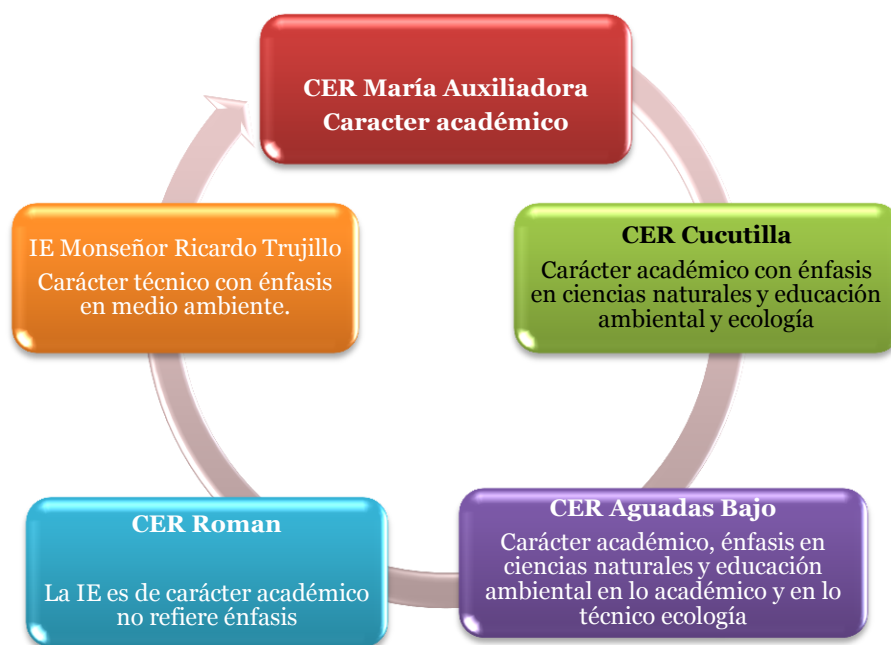 CER María Auxiliadora
Caracter académico
CER Cucutilla
Carácter académico con énfasis
en ciencias naturales y educación
ambiental y ecología
CER Aguadas Bajo
Carácter académico, énfasis en
ciencias naturales y educación
ambiental en lo académico y en lo
técnico ecología
CER Roman
La IE es de carácter académico
no refiere énfasis
IE Monseñor Ricardo Trujillo
Carácter técnico con énfasis
en medio ambiente.